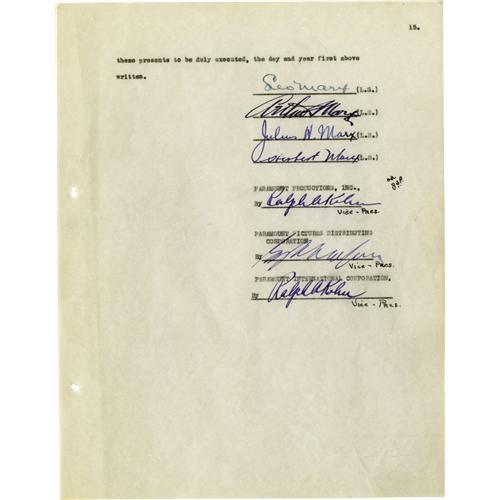 15.
these presents to be duly executed, the day and year first above
written.
Leo Marx (L.S.)
Arthur Marx (L.S.)
Julius H. Marx (L.S.)
Herbert Marx (L.S.)
PARAMOUNT PRODUCTIONS, INC.,
By Ralph A Kohn
Vice-Pres.
PARAMOUNT PICTURES DISTRIBUTING
CORPORATION
By
Vice-Pres.
PARAMOUNT INTERNATIONAL CORPORATION,
By Ralph A Kohn
Vice-Pres.